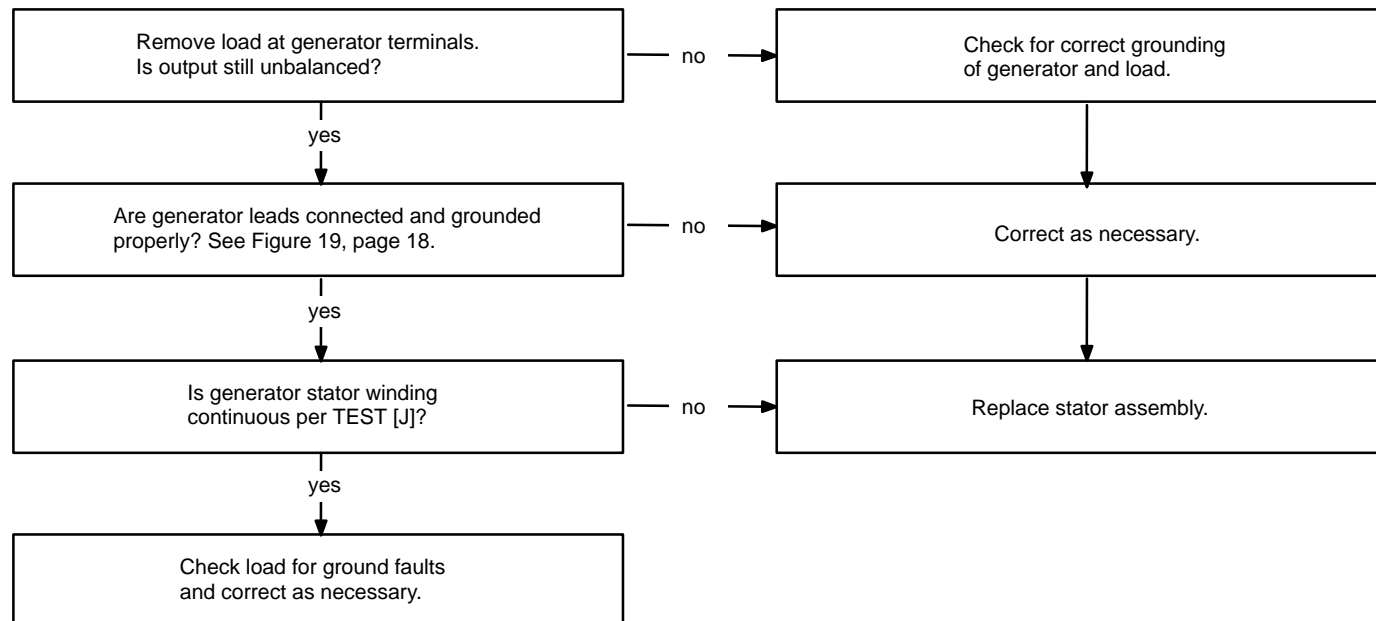 Remove load at generator terminals.
Is output still unbalanced?
no
Check for correct grounding
of generator and load.
yes
Are generator leads connected and grounded
properly? See Figure 19, page 18.
no
Correct as necessary.
yes
Is generator stator winding
continuous per TEST [J]?
no
Replace stator assembly.
yes
Check load for ground faults
and correct as necessary.